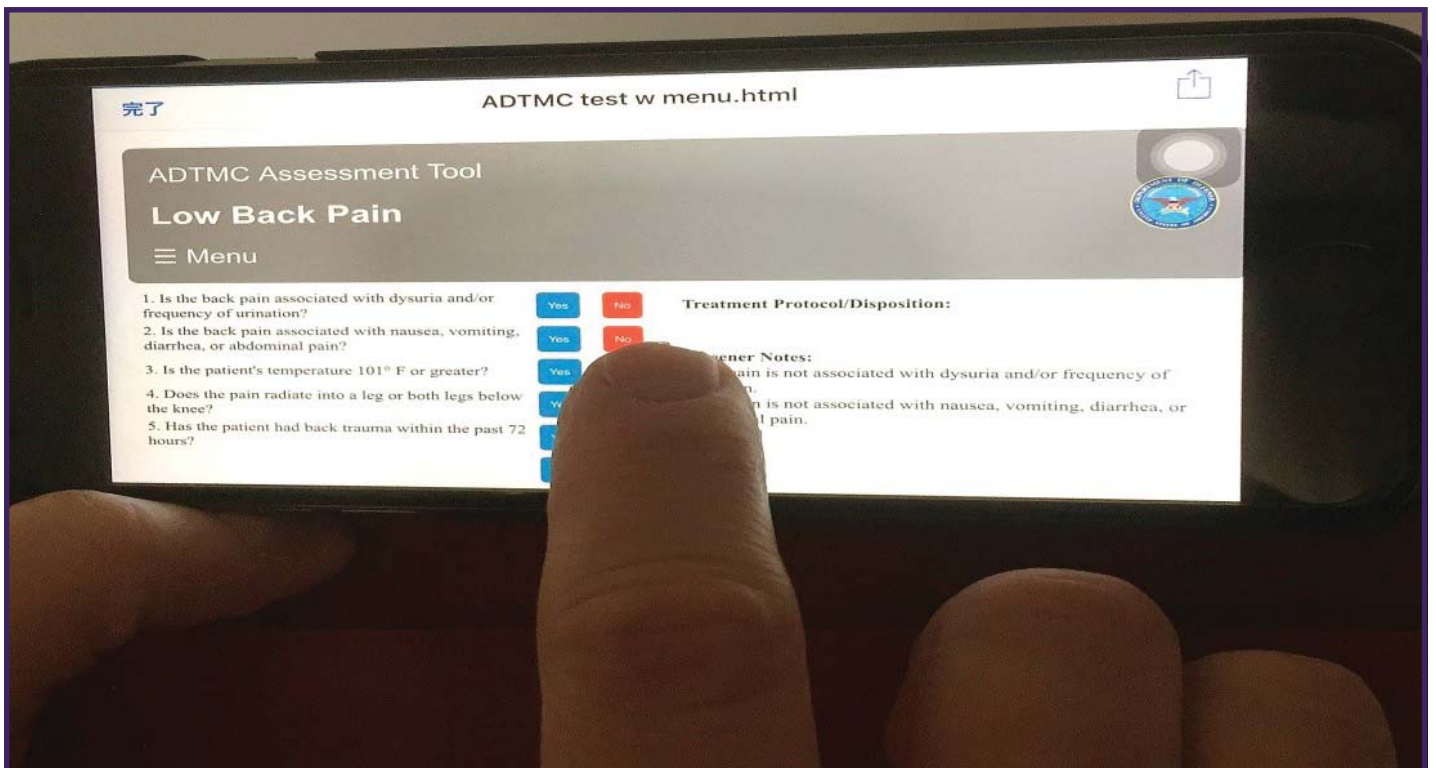 完了
ADTMC test w menu.html
ADTMC Assessment Tool
Low Back Pain
☰ Menu
1. Is the back pain associated with dysuria and/or
frequency of urination?
Yes No
2. Is the back pain associated with nausea, vomiting,
diarrhea, or abdominal pain?
Yes No
3. Is the patient's temperature 101° F or greater?
Yes
4. Does the pain radiate into a leg or both legs below
the knee?
5. Has the patient had back trauma within the past 72
hours?
Treatment Protocol/Disposition:
Notes:
is not associated with dysuria and/or frequency of
is not associated with nausea, vomiting, diarrhea, or
pain.